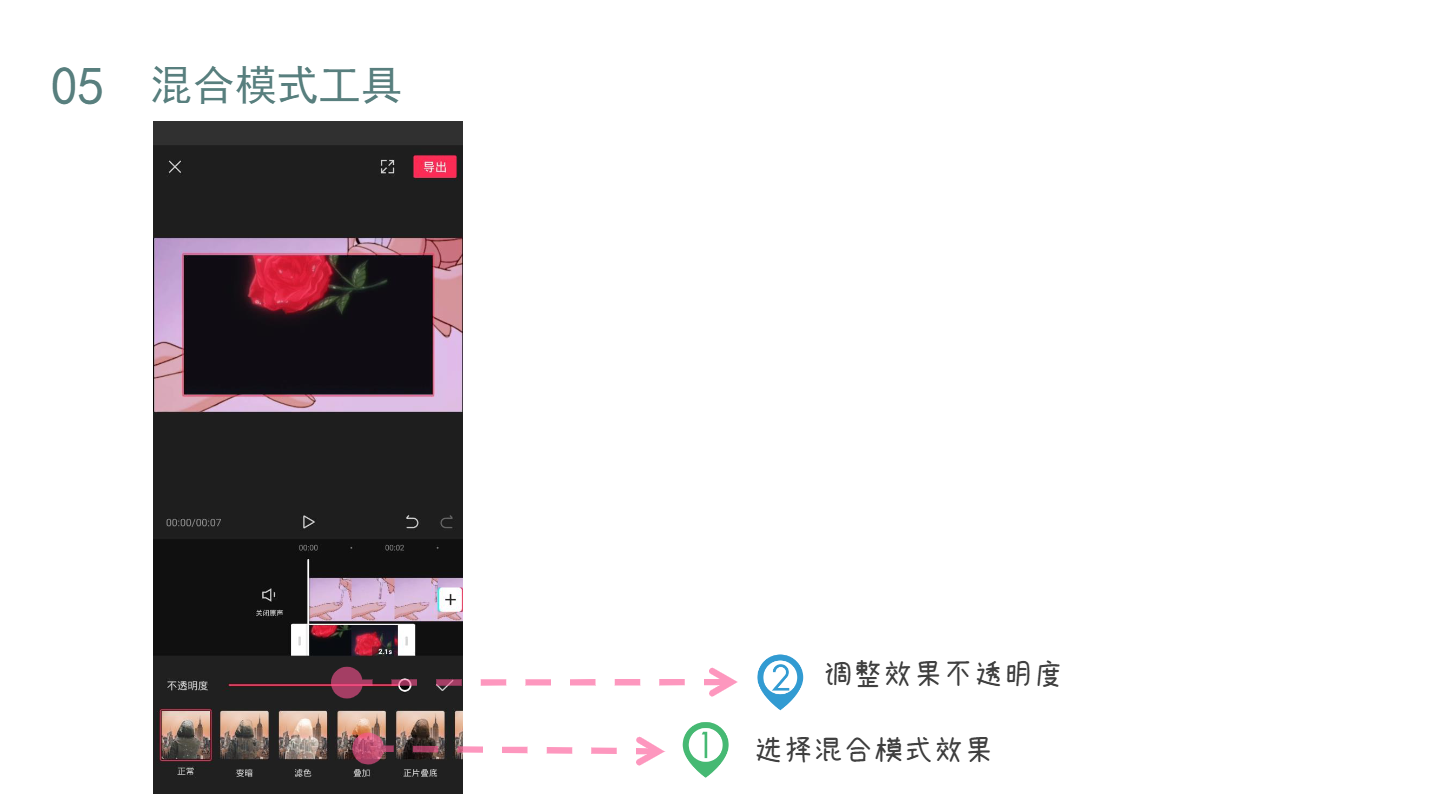 05 混合模式工具
导出
00:00/00:07
00:00 00:02
关闭原声
2.1s
不透明度
2 调整效果不透明度
1 选择混合模式效果
正常 变暗 滤色 叠加 正片叠底